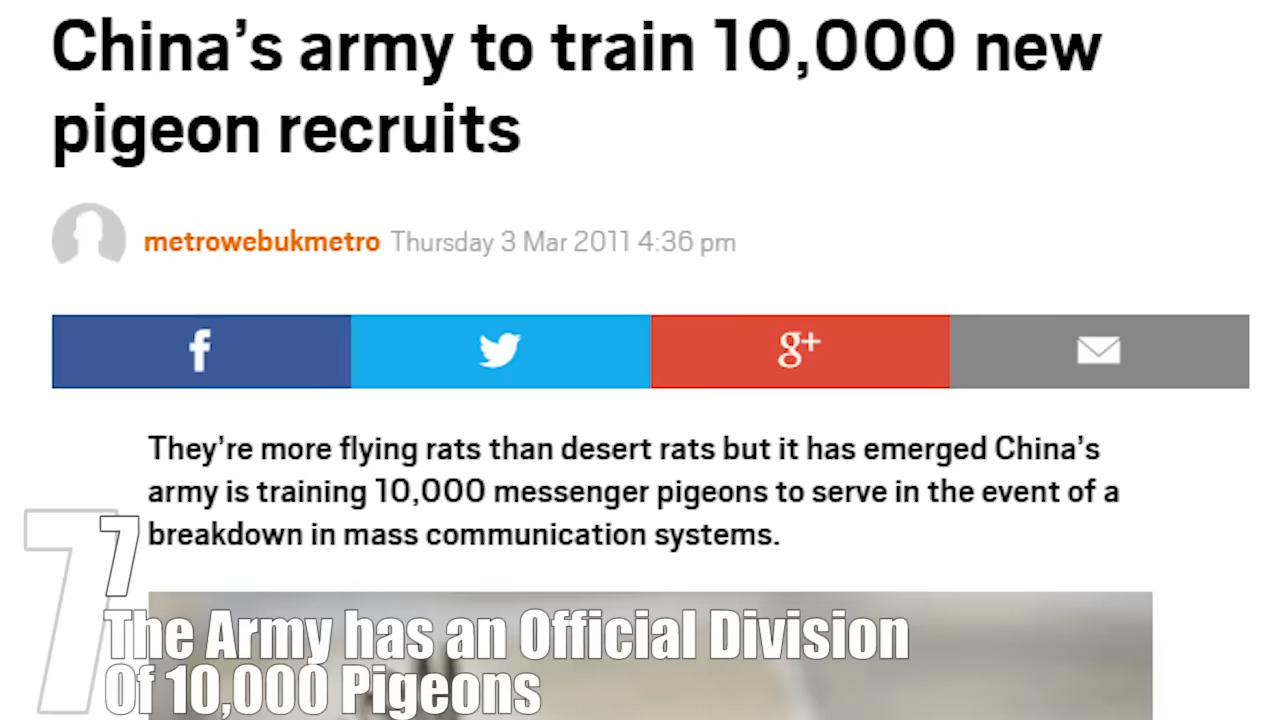 China's army to train 10,000 new
pigeon recruits
metrowebukmetro Thursday 3 Mar 2011 4:36 pm
f
g+
They're more flying rats than desert rats but it has emerged China's
army is training 10,000 messenger pigeons to serve in the event of a
breakdown in mass communication systems.
7
7
The Army has an Official Division
Of 10,000 Pigeons